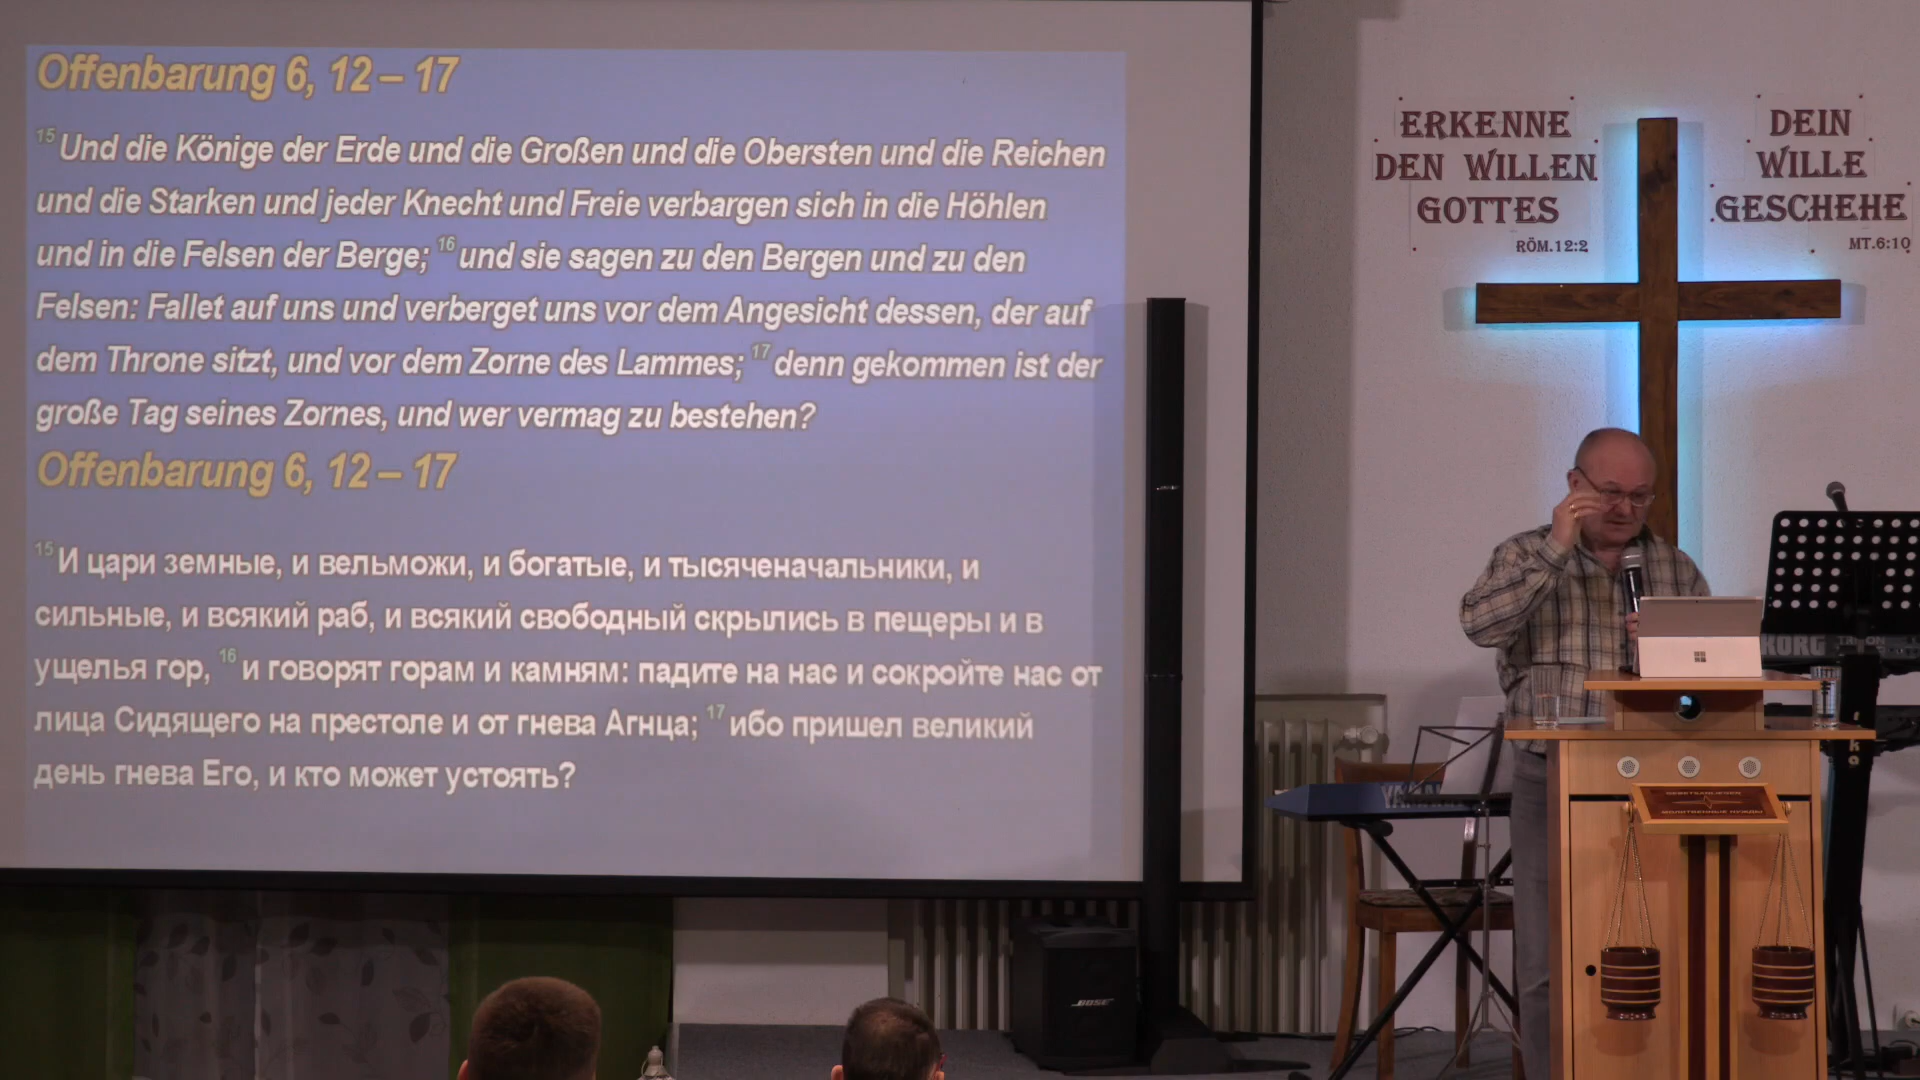 Offenbarung 6, 12 – 17
15 Und die Könige der Erde und die Großen und die Obersten und die Reichen
und die Starken und jeder Knecht und Freie verbargen sich in die Höhlen
und in die Felsen der Berge; 16 und sie sagen zu den Bergen und zu den
Felsen: Fallet auf uns und verberget uns vor dem Angesicht dessen, der auf
dem Throne sitzt, und vor dem Zorne des Lammes; 17 denn gekommen ist der
große Tag seines Zornes, und wer vermag zu bestehen?
Offenbarung 6, 12 – 17
15 И цари земные, и вельможи, и богатые, и тысяченачальники, и
сильные, и всякий раб, и всякий свободный скрылись в пещеры и в
ущелья гор, 16 и говорят горам и камням: падите на нас и сокройте нас от
лица Сидящего на престоле и от гнева Агнца; 17 ибо пришел великий
день гнева Его, и кто может устоять?
ERKENNE
DEN WILLEN
GOTTES
RÖM.12:2
DEIN
WILLE
GESCHEHE
MT.6:10
KORG
BOSE